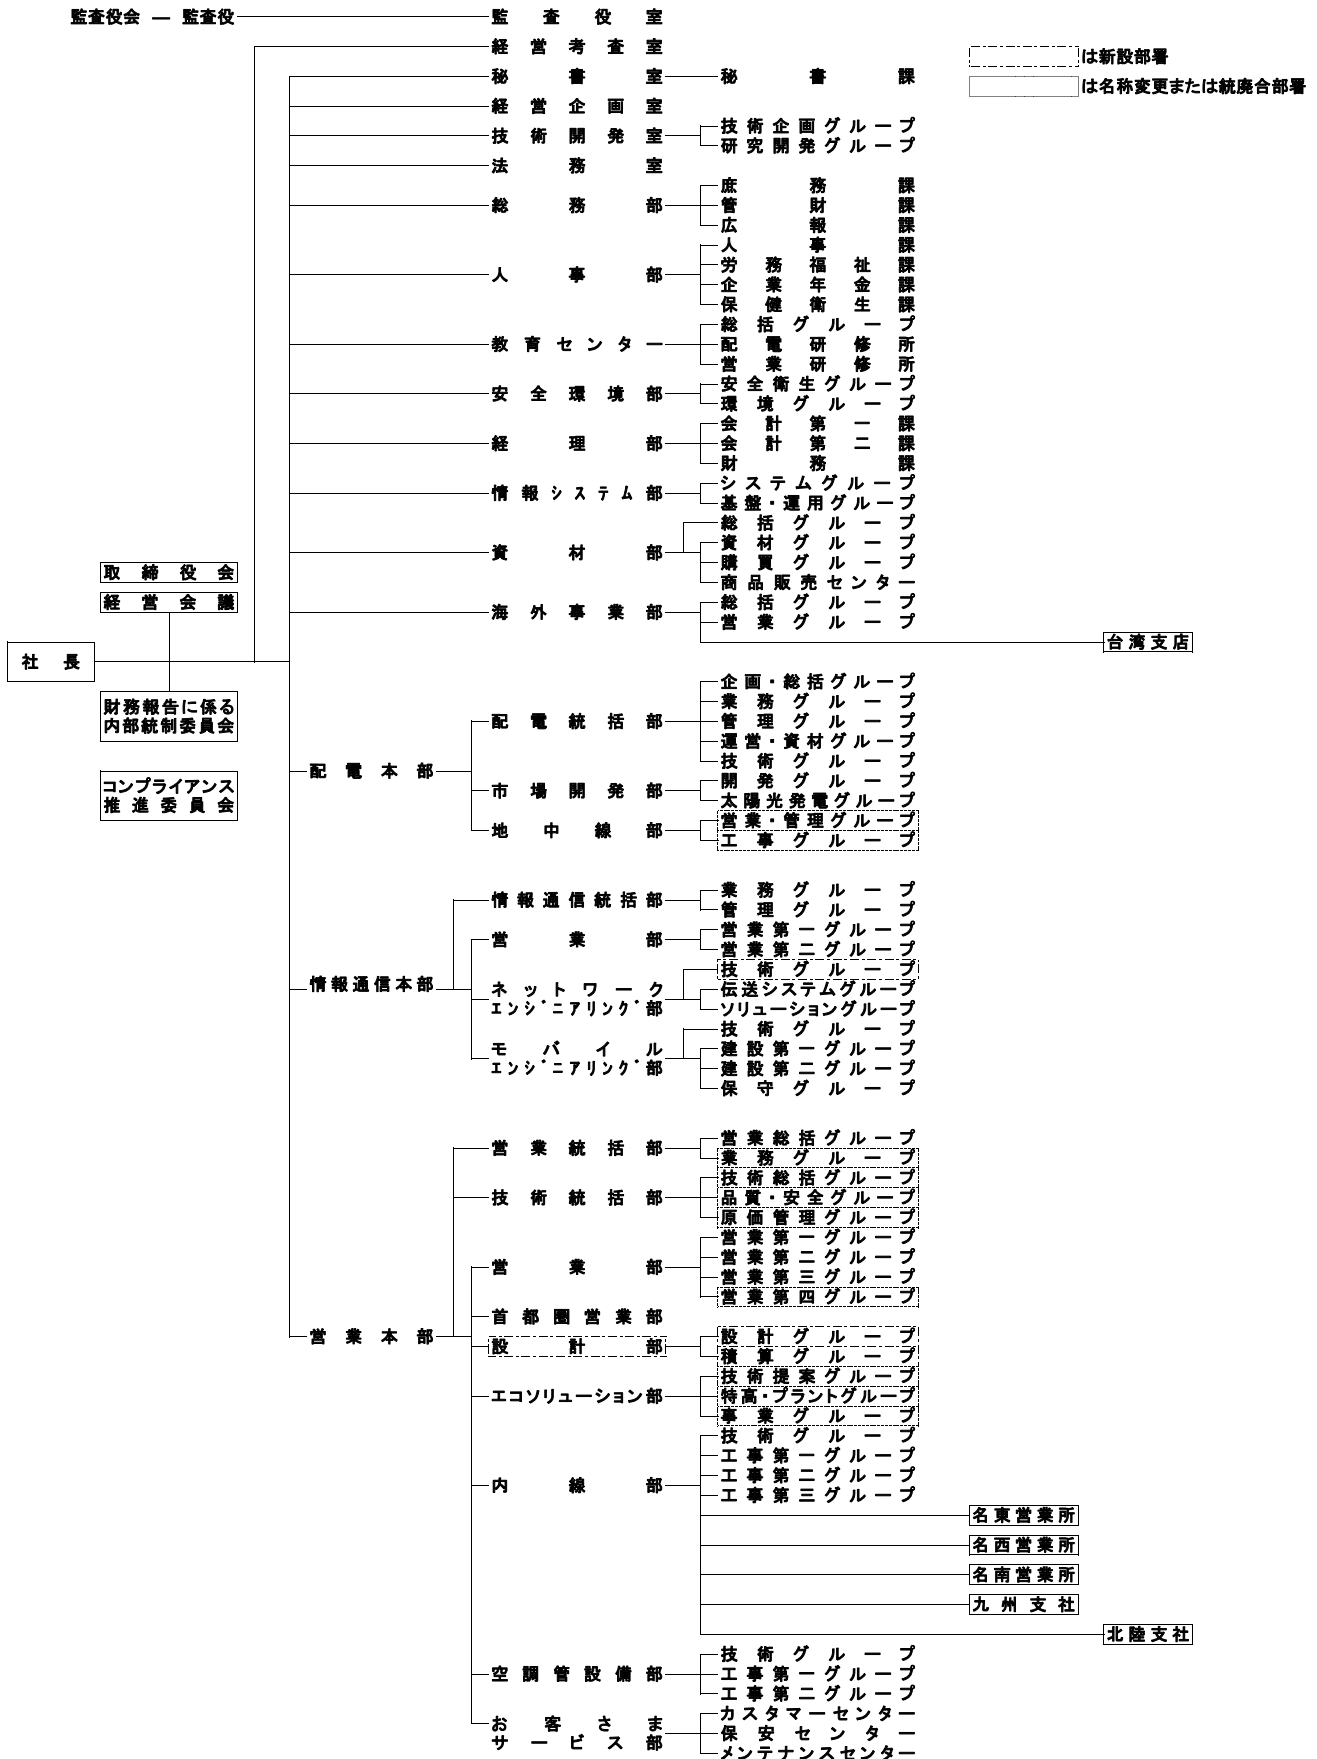 監査役会 ― 監査役 監査役室
経営考査室
は新設部署
秘書室 秘書課
は名称変更または統廃合部署
経営企画室
技術企画グループ
技術開発室
研究開発グループ
法務室
庶務課
総務部 管財課
広報課
人事課
労務福祉課
人事部
企業年金課
保健衛生課
総括グループ
教育センター 配電研修所
営業研修所
安全衛生グループ
安全環境部
環境グループ
会計第一課
経理部 会計第二課
財務課
システムグループ
情報システム部
基盤・運用グループ
総括グループ
資材グループ
資材部
購買グループ
商品販売センター
取締役会
経営会議
総括グループ
海外事業部
営業グループ
台湾支店
社長
財務報告に係る
内部統制委員会
コンプライアンス
推進委員会
企画・総括グループ
業務グループ
配電統括部 管理グループ
運営・資材グループ
技術グループ
配電本部
開発グループ
市場開発部
太陽光発電グループ
営業・管理グループ
地中線部
工事グループ
業務グループ
情報通信統括部
管理グループ
営業第一グループ
営業部
営業第二グループ
技術グループ
情報通信本部
ネットワーク
エンジニアリング部
伝送システムグループ
ソリューショングループ
技術グループ
モバイル
エンジニアリング部
建設第一グループ
建設第二グループ
保守グループ
営業総括グループ
営業統括部
業務グループ
技術総括グループ
技術統括部 品質・安全グループ
原価管理グループ
営業第一グループ
営業第二グループ
営業部
営業第三グループ
営業第四グループ
首都圏営業部
営業本部
設計グループ
設計部
積算グループ
技術提案グループ
エコソリューション部 特高・プラントグループ
事業グループ
技術グループ
工事第一グループ
工事第二グループ
内線部
工事第三グループ
名東営業所
名西営業所
名南営業所
九州支社
北陸支社
技術グループ
空調管設備部 工事第一グループ
工事第二グループ
お客さま
サービス部
カスタマーセンター
保安センター
メンテナンスセンター